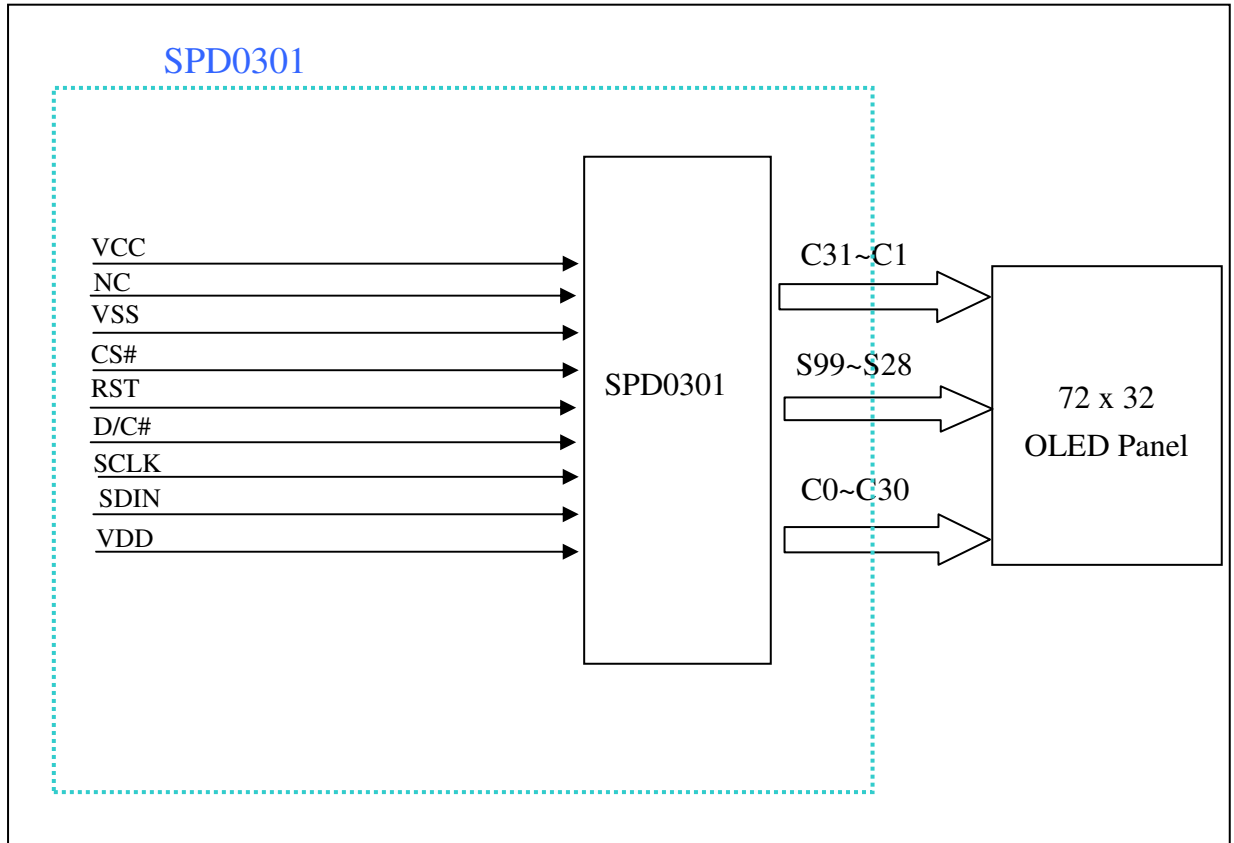 SPD0301
VCC
NC
VSS
CS#
RST
D/C#
SCLK
SDIN
VDD
SPD0301
C31~C1
S99~S28
C0~C30
72 x 32
OLED Panel